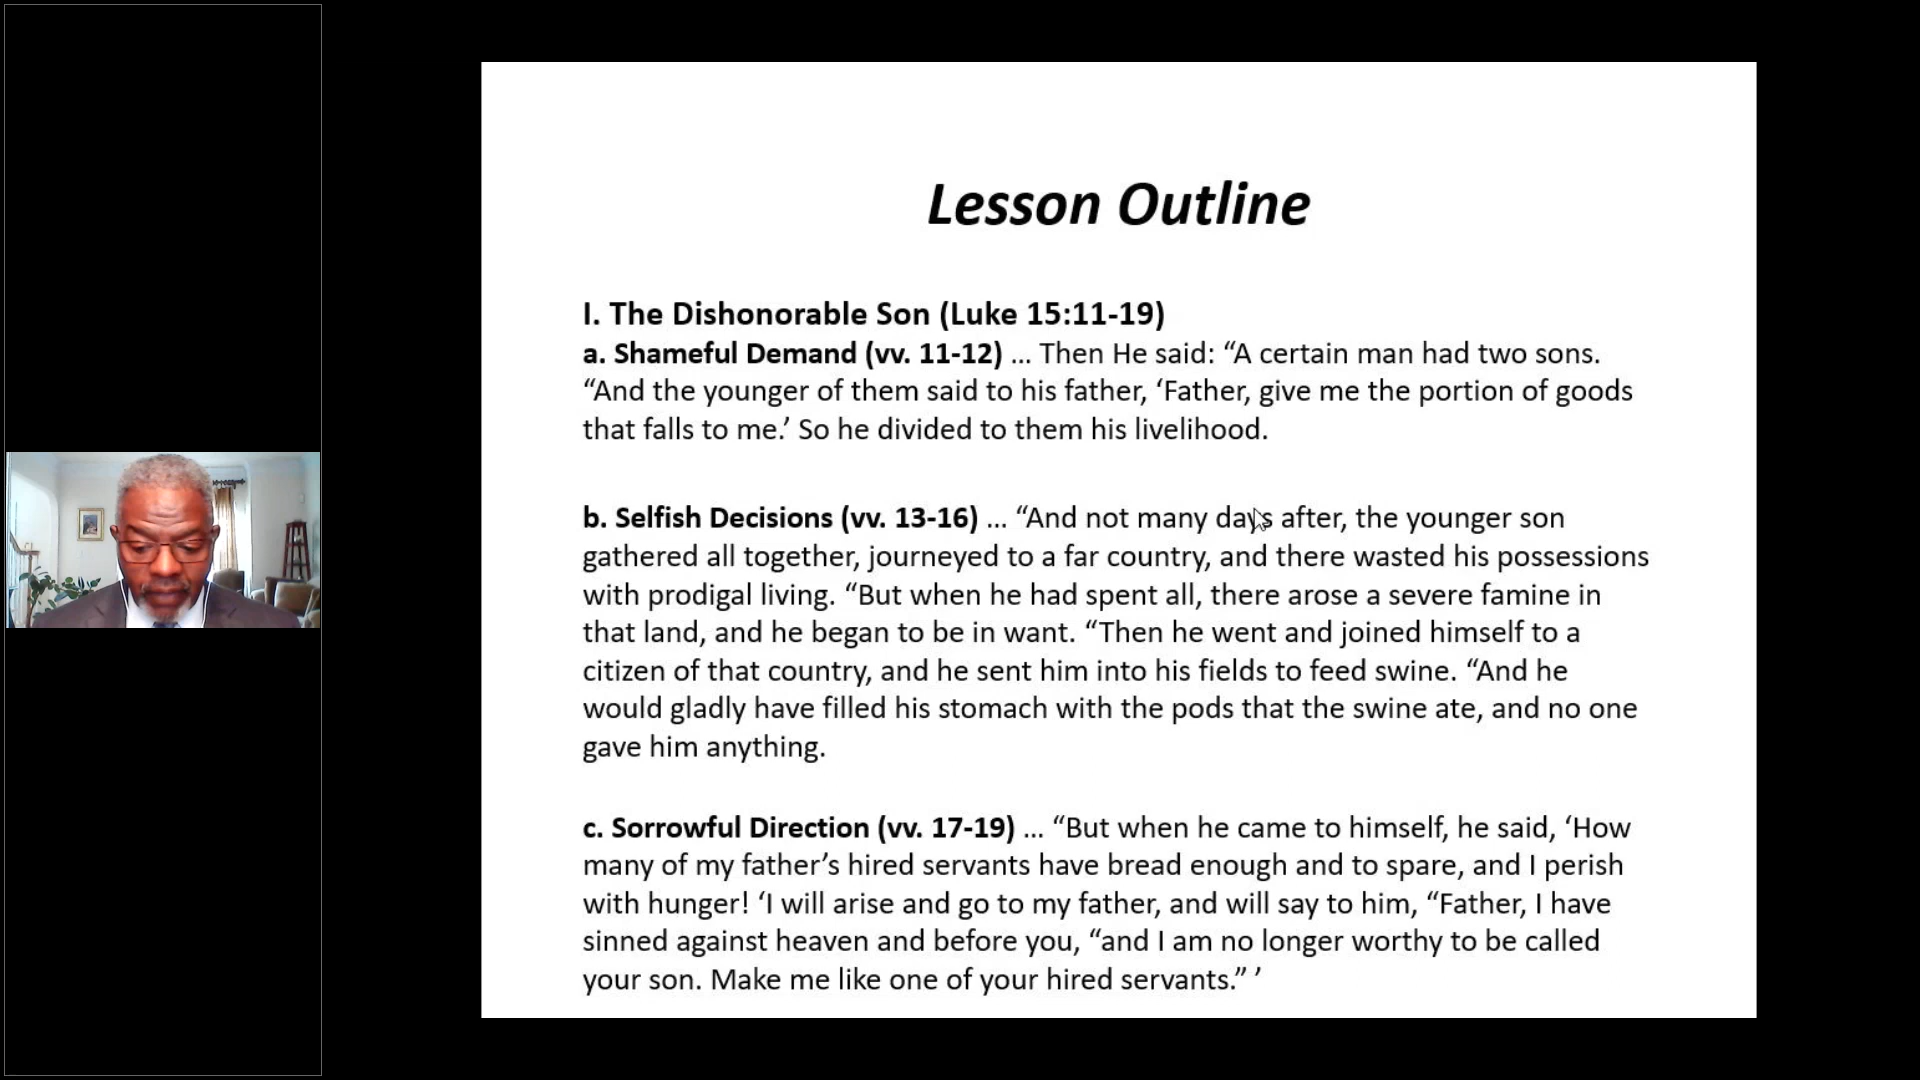 Lesson Outline
I. The Dishonorable Son (Luke 15:11-19)
a. Shameful Demand (vv. 11-12) … Then He said: “A certain man had two sons.
“And the younger of them said to his father, ‘Father, give me the portion of goods
that falls to me.’ So he divided to them his livelihood.
b. Selfish Decisions (vv. 13-16) … “And not many days after, the younger son
gathered all together, journeyed to a far country, and there wasted his possessions
with prodigal living. “But when he had spent all, there arose a severe famine in
that land, and he began to be in want. “Then he went and joined himself to a
citizen of that country, and he sent him into his fields to feed swine. “And he
would gladly have filled his stomach with the pods that the swine ate, and no one
gave him anything.
c. Sorrowful Direction (vv. 17-19) … “But when he came to himself, he said, ‘How
many of my father’s hired servants have bread enough and to spare, and I perish
with hunger! ‘I will arise and go to my father, and will say to him, “Father, I have
sinned against heaven and before you, “and I am no longer worthy to be called
your son. Make me like one of your hired servants.” ’